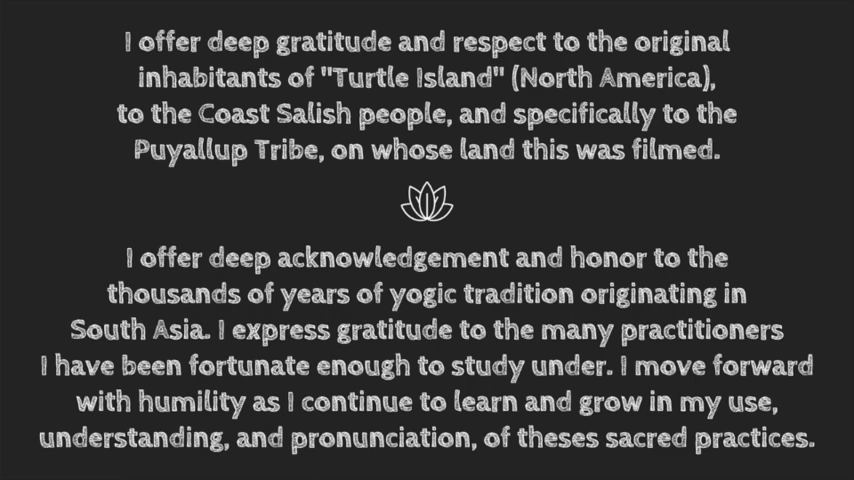 I offer deep gratitude and respect to the original
inhabitants of "Turtle Island" (North America),
to the Coast Salish people, and specifically to the
Puyallup Tribe, on whose land this was filmed.
I offer deep acknowledgement and honor to the
thousands of years of yogic tradition originating in
South Asia. I express gratitude to the many practitioners
I have been fortunate enough to study under. I move forward
with humility as I continue to learn and grow in my use,
understanding, and pronunciation, of theses sacred practices.